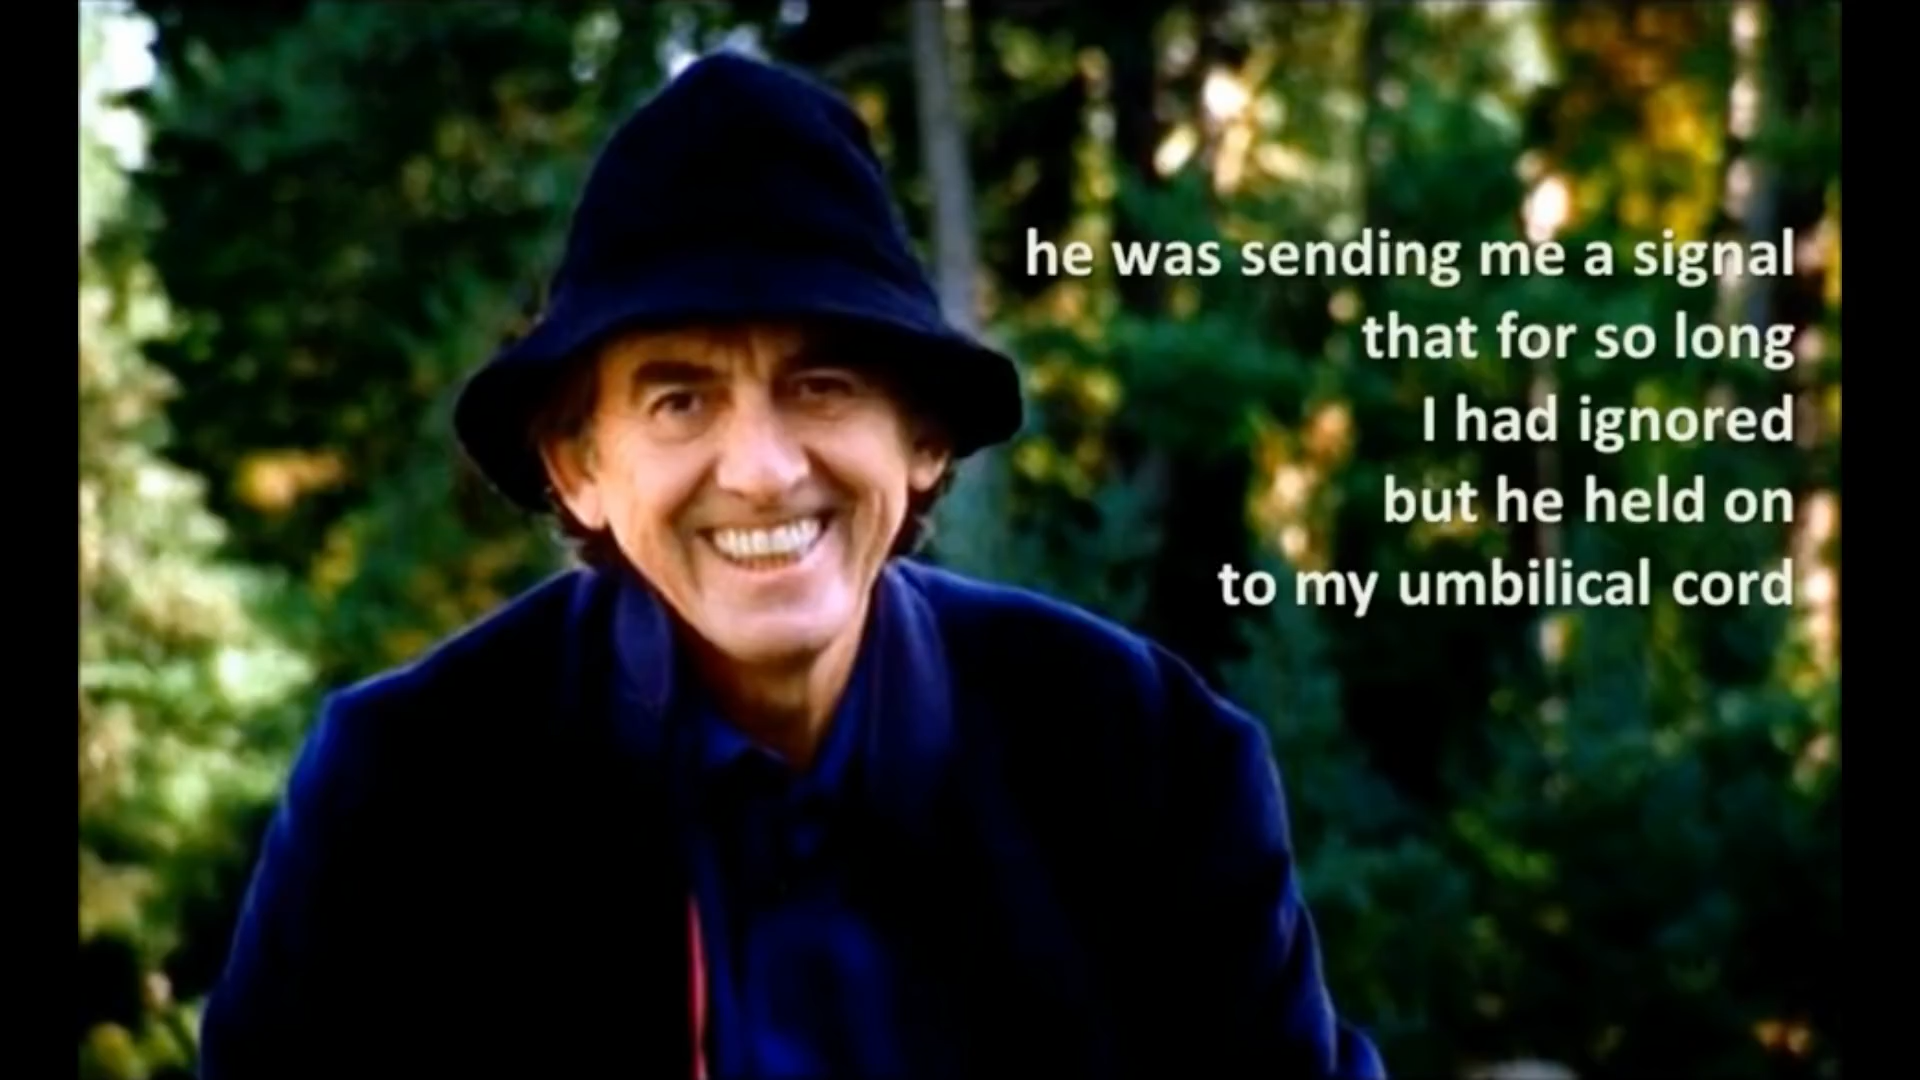 he was sending me a signal
that for so long
I had ignored
but he held on
to my umbilical cord